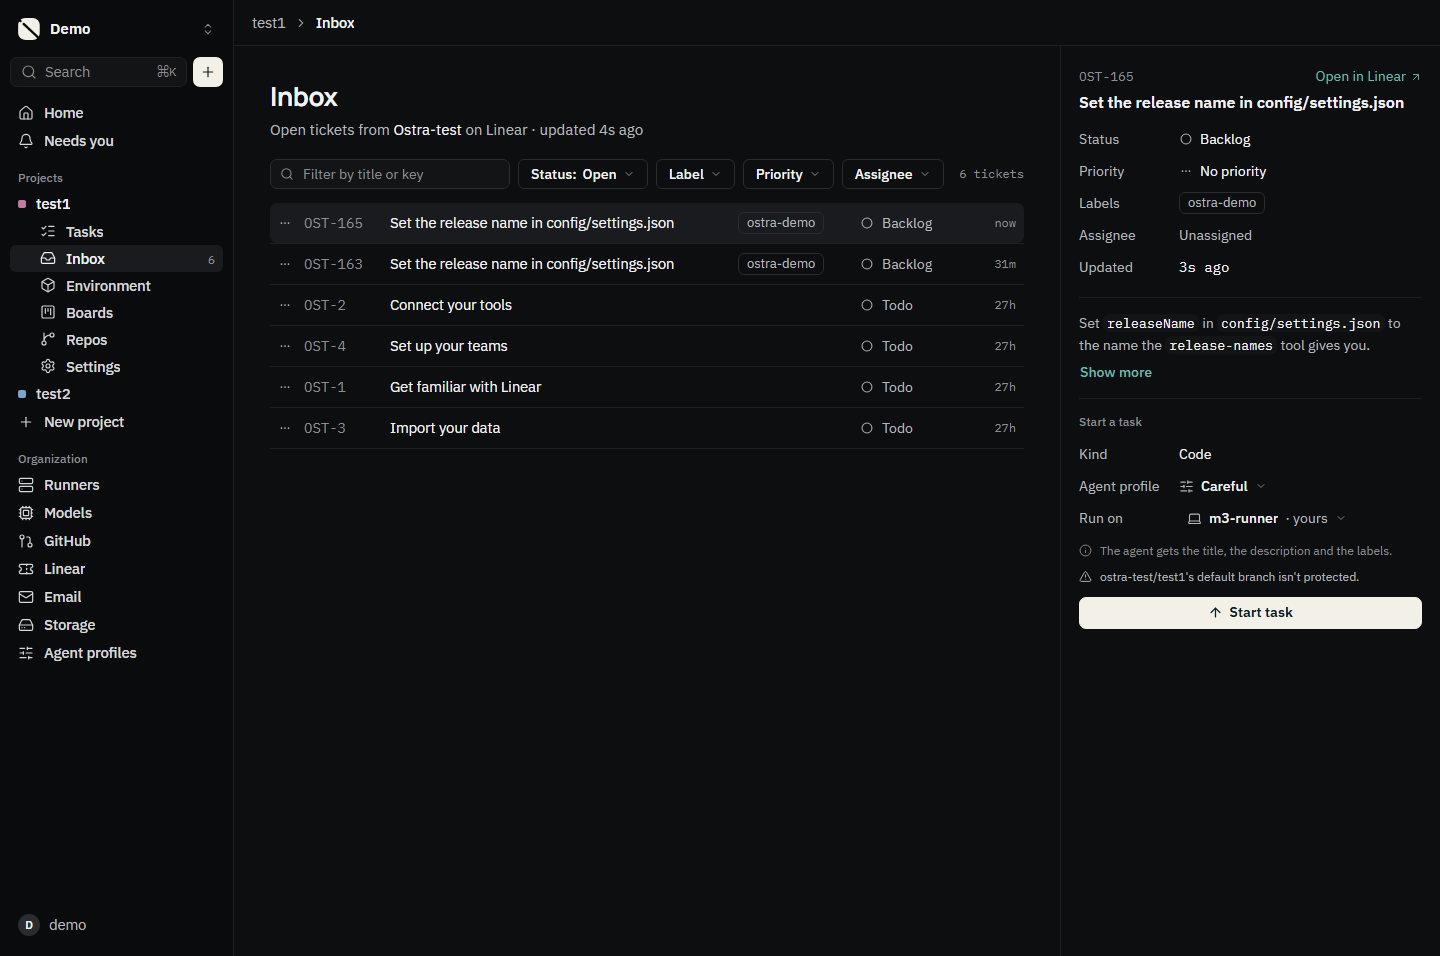 Demo
Search ⌘K
Home
Needs you
Projects
test1
Tasks
Inbox 6
Environment
Boards
Repos
Settings
test2
New project
Organization
Runners
Models
GitHub
Linear
Email
Storage
Agent profiles
D demo
test1 > Inbox
Inbox
Open tickets from Ostra-test on Linear · updated 4s ago
Filter by title or key Status: Open Label Priority Assignee 6 tickets
OST-165 Set the release name in config/settings.json ostra-demo Backlog now
OST-163 Set the release name in config/settings.json ostra-demo Backlog 31m
OST-2 Connect your tools Todo 27h
OST-4 Set up your teams Todo 27h
OST-1 Get familiar with Linear Todo 27h
OST-3 Import your data Todo 27h
OST-165 Open in Linear ↗
Set the release name in config/settings.json
Status Backlog
Priority No priority
Labels ostra-demo
Assignee Unassigned
Updated 3s ago
Set releaseName in config/settings.json to
the name the release-names tool gives you.
Show more
Start a task
Kind Code
Agent profile Careful
Run on m3-runner · yours
The agent gets the title, the description and the labels.
ostra-test/test1's default branch isn't protected.
Start task